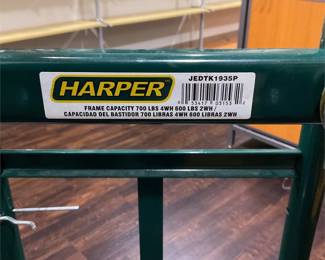 HARPER
JEDTK1935P
FRAME CAPACITY 700 LBS 4WH 600 LBS 2WH /
CAPACIDAD DEL BASTIDOR 700 LIBRAS 4WH 600 LIBRAS 2WH